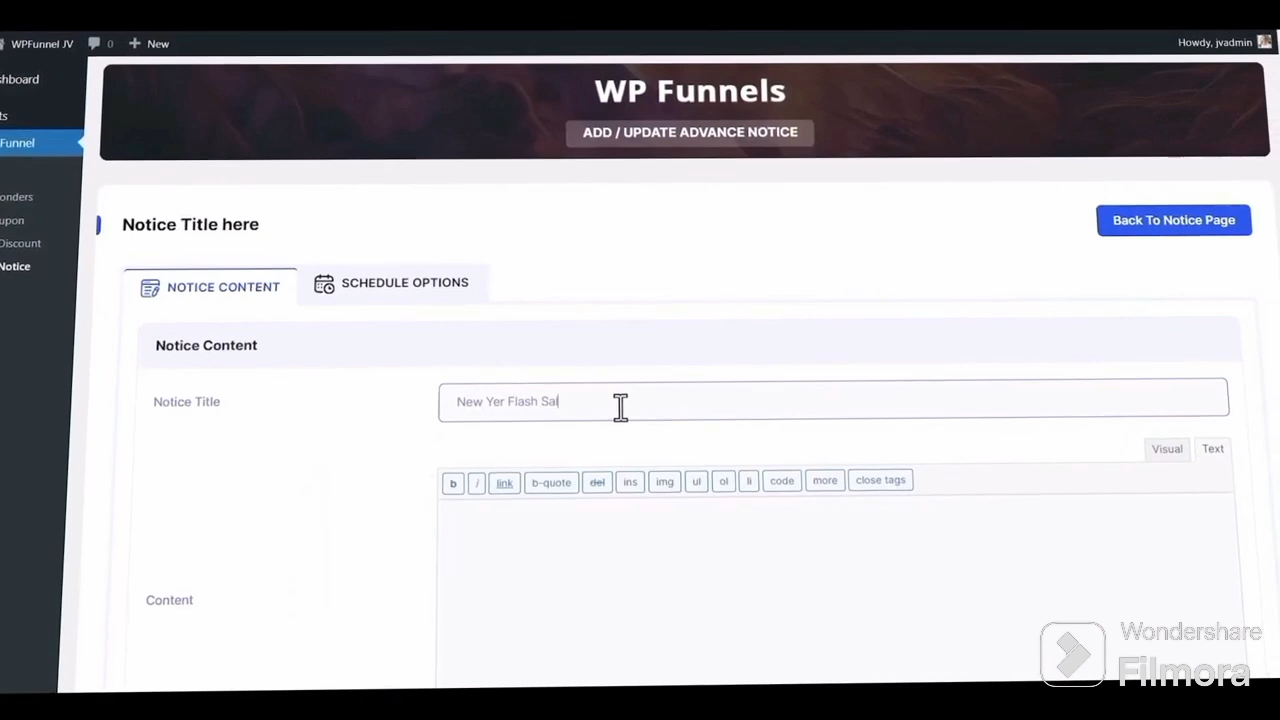 WPFunnel JV 0 New Howdy, jvadmin
shboard
ts
Funnel
onders
upon
Discount
Notice
WP Funnels
ADD / UPDATE ADVANCE NOTICE
Notice Title here
Back To Notice Page
NOTICE CONTENT SCHEDULE OPTIONS
Notice Content
Notice Title New Yer Flash Sal
Visual Text
b i link b-quote del ins img ul ol li code more close tags
Content
Wondershare
Filmora